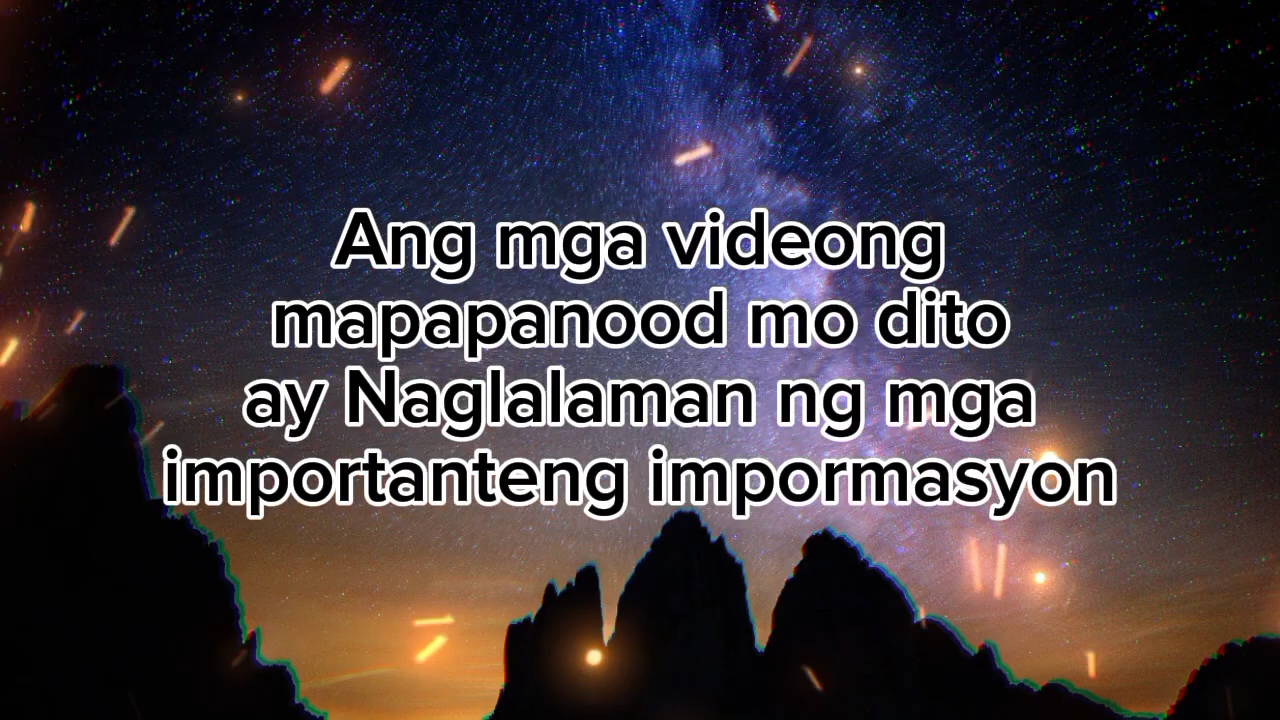 Ang mga videong
mapapanood mo dito
ay Naglalaman ng mga
importanteng impormasyon